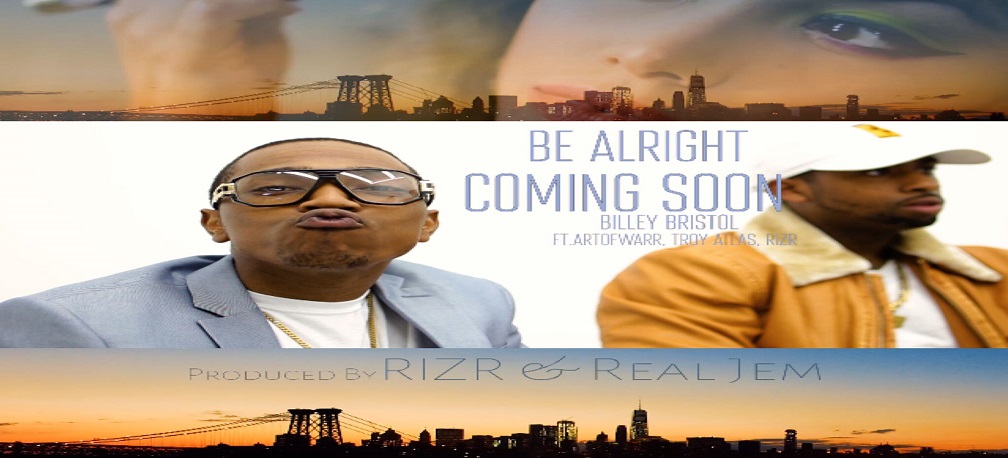 BE ALRIGHT
COMING SOON
BILLEY BRISTOL
FT.ARTOFWARR, TROY ATLAS, RIZR
PRODUCED BY RIZR & REAL JEM